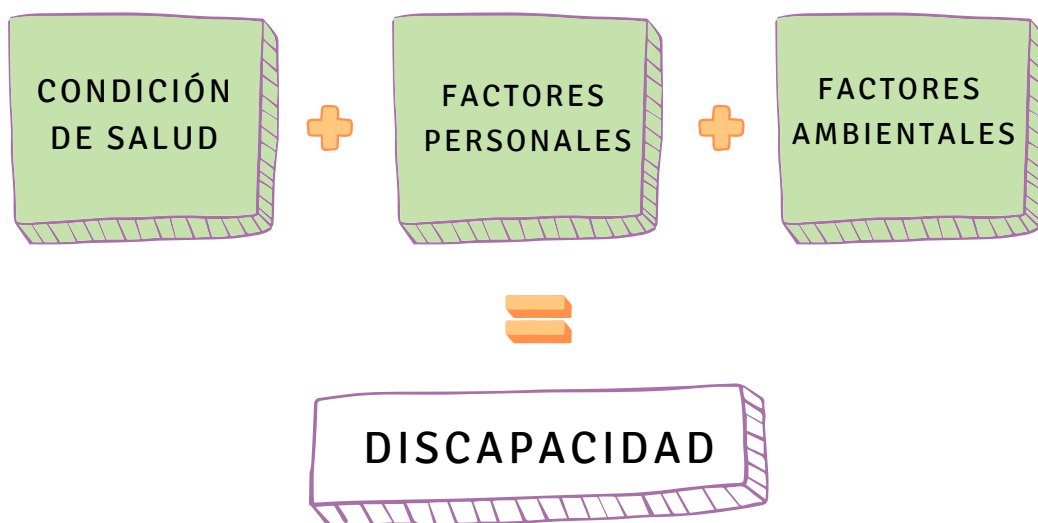 CONDICIÓN
DE SALUD
FACTORES
PERSONALES
FACTORES
AMBIENTALES
DISCAPACIDAD